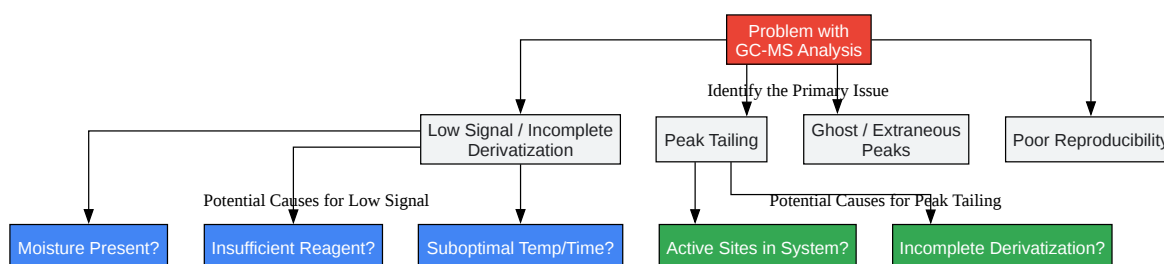 Problem with
GC-MS Analysis
Identify the Primary Issue
Low Signal / Incomplete
Derivatization
Peak Tailing
Ghost / Extraneous
Peaks
Poor Reproducibility
Potential Causes for Low Signal
Potential Causes for Peak Tailing
Moisture Present?
Insufficient Reagent?
Suboptimal Temp/Time?
Active Sites in System?
Incomplete Derivatization?